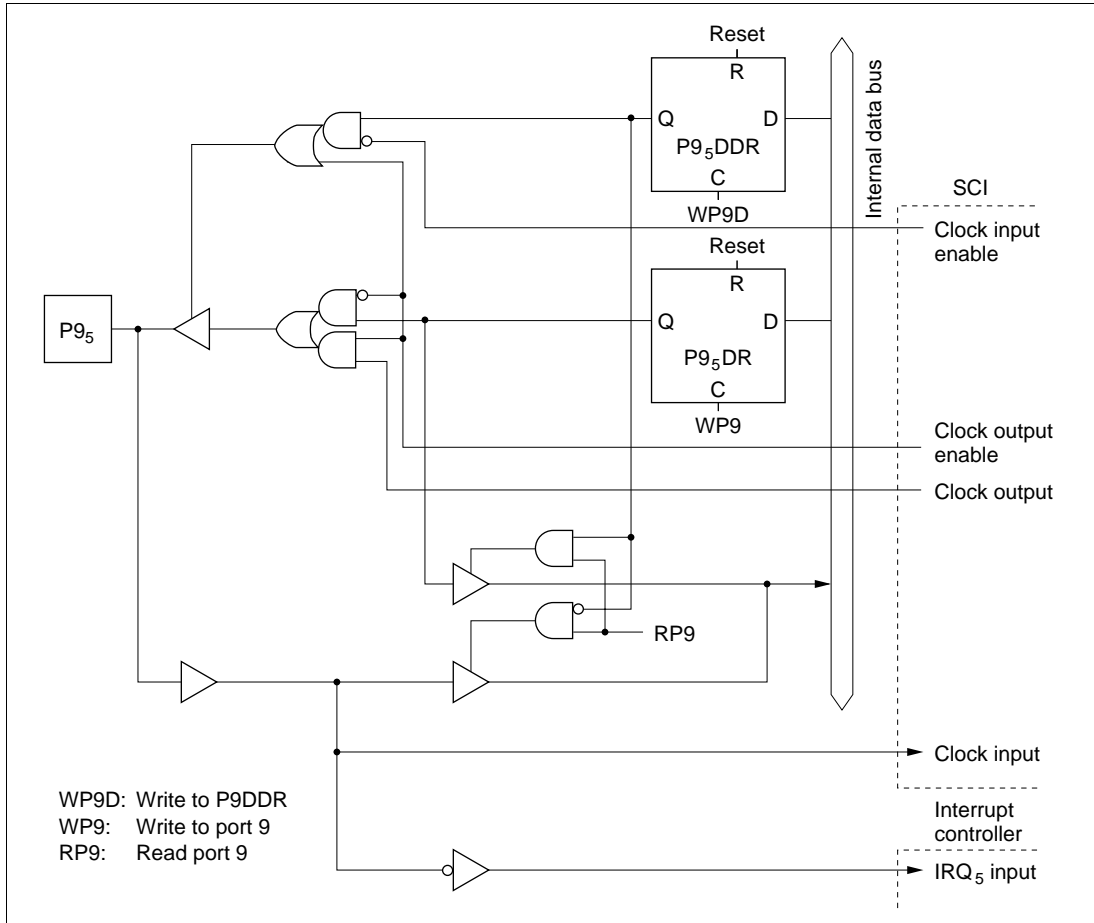 Reset
R
Q D
P9₅DDR
C
WP9D
Internal data bus
SCI
Clock input
enable
Reset
R
Q D
P9₅DR
C
WP9
P9₅
Clock output
enable
Clock output
RP9
Clock input
WP9D: Write to P9DDR
WP9: Write to port 9
RP9: Read port 9
Interrupt
controller
IRQ₅ input